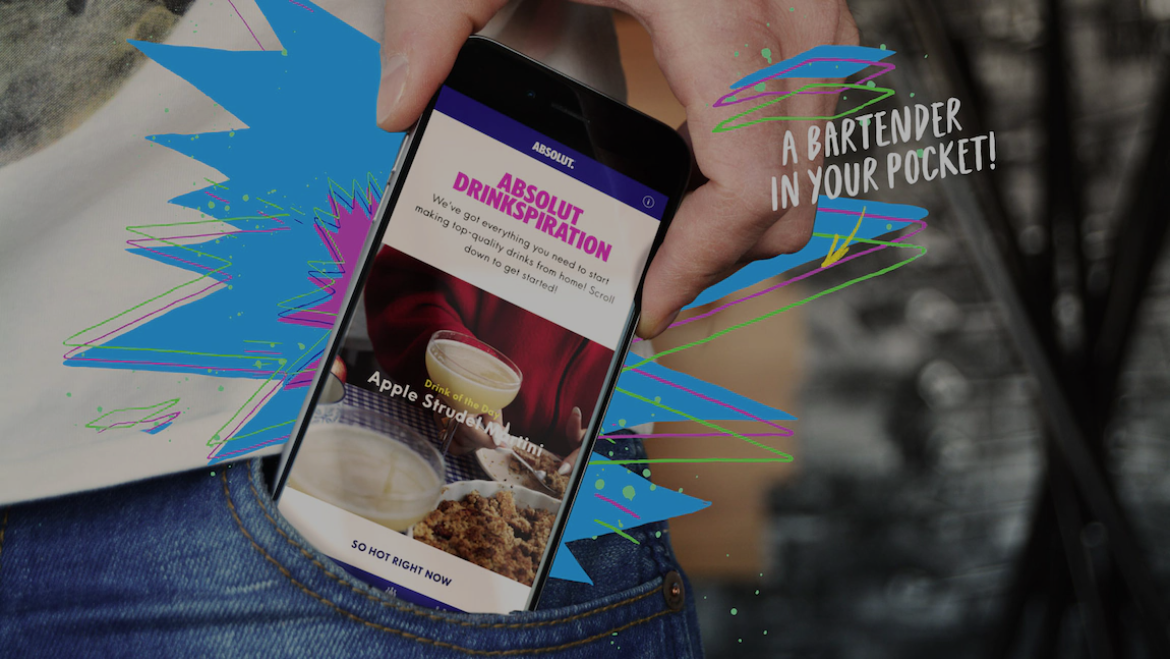 ABSOLUT.
ABSOLUT
DRINKSPIRATION
We've got everything you need to start
making top-quality drinks from home! Scroll
down to get started!
Drink of the Day
Apple Strudel Martini
SO HOT RIGHT NOW
A BARTENDER
IN YOUR POCKET!